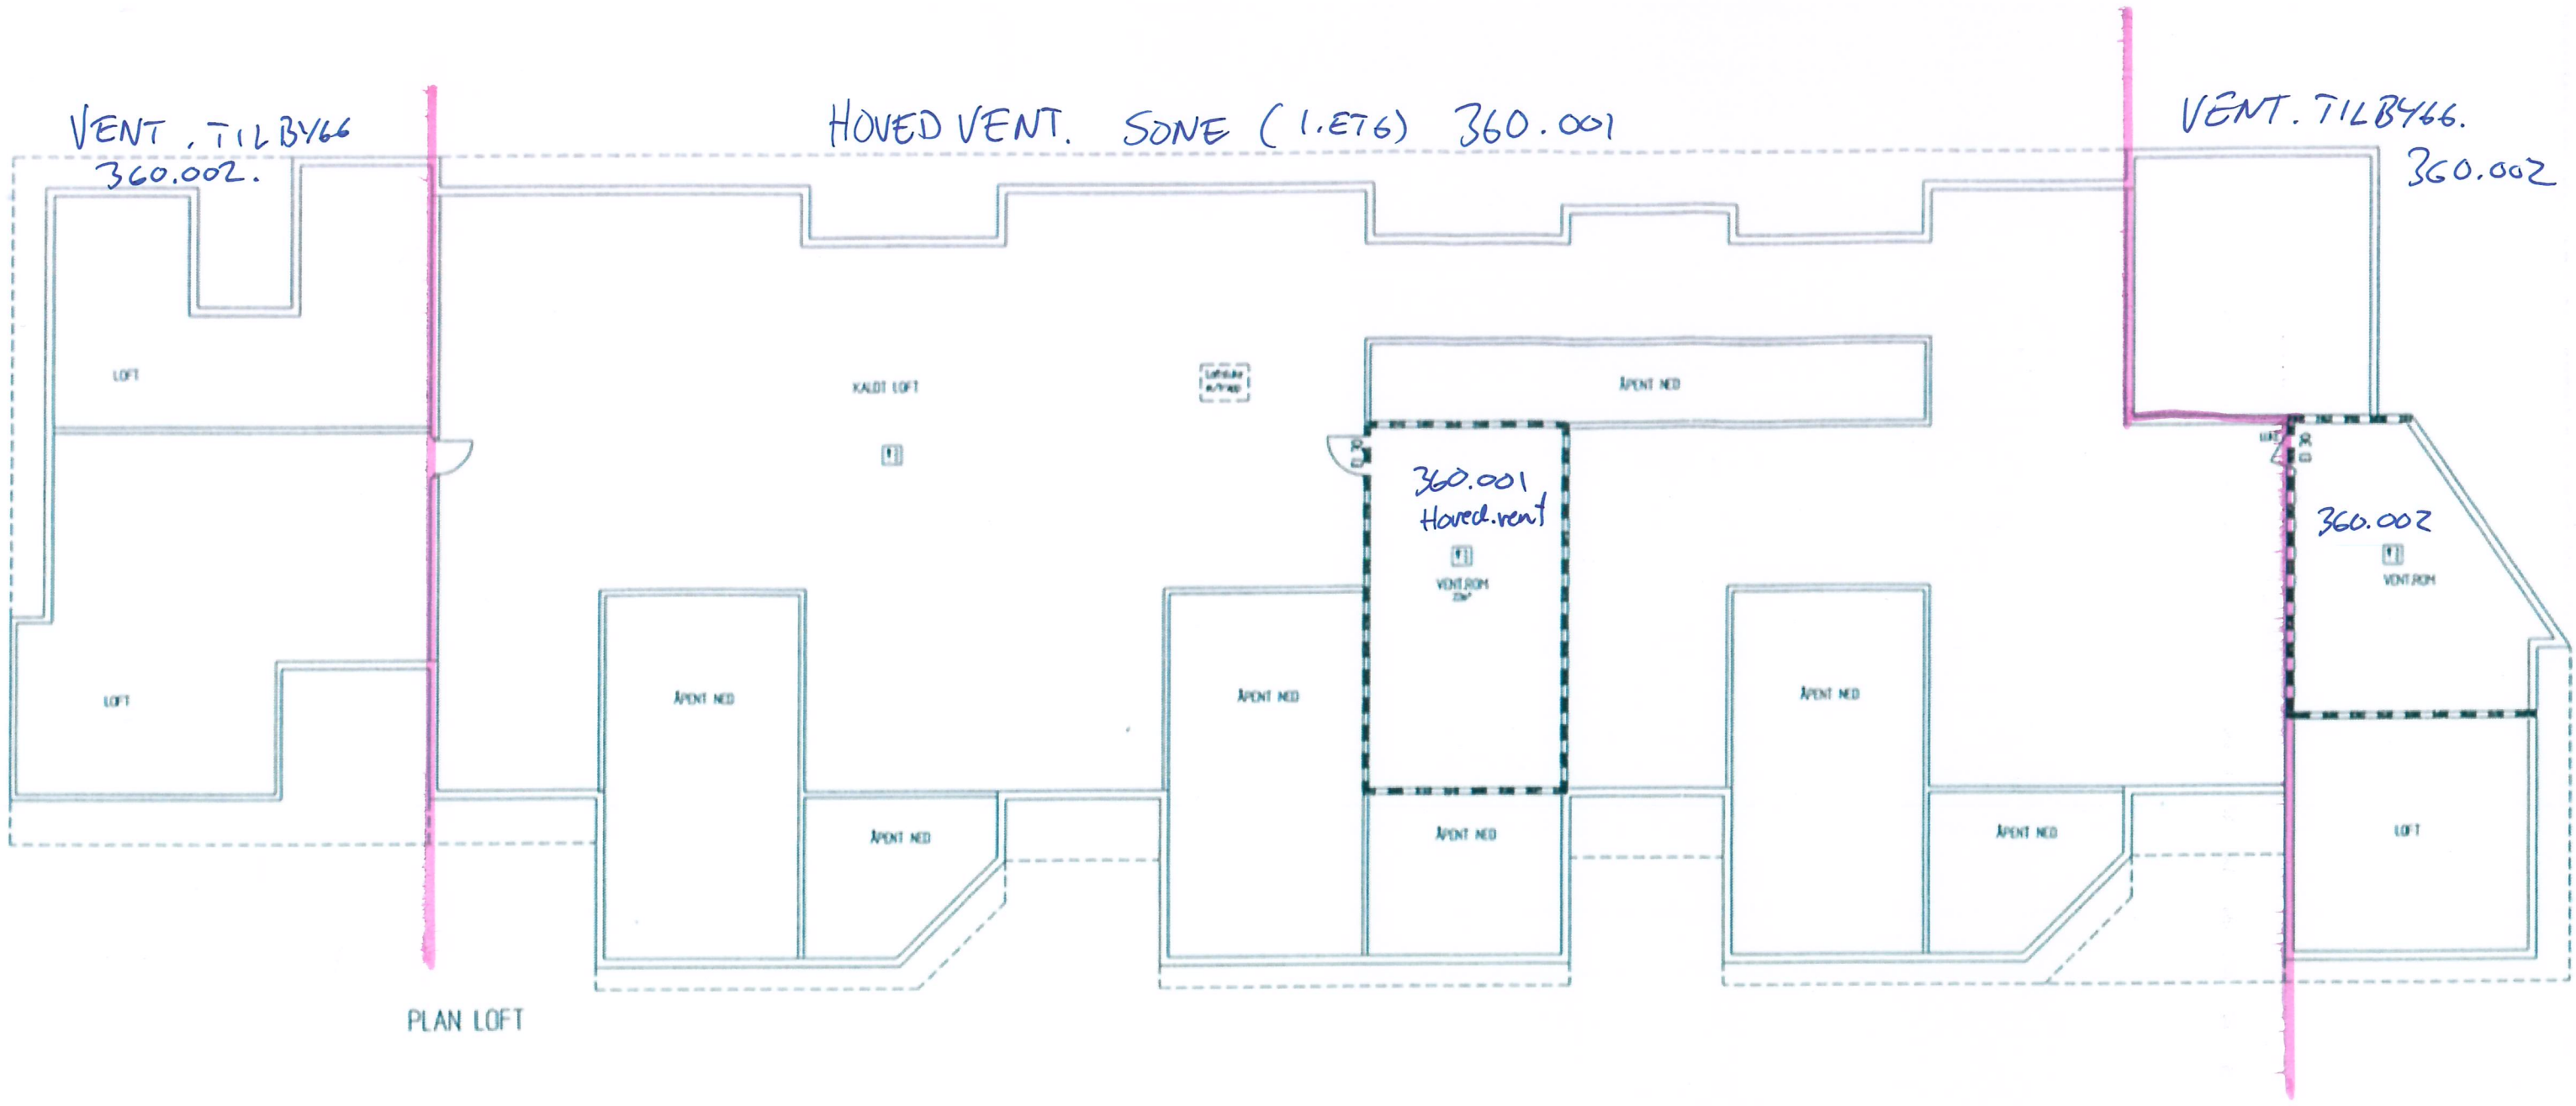 VENT. TILBYGG
360.002.
HOVED VENT. SONE (1.ETG) 360.001
VENT. TILBYGG.
360.002
LOFT
KALDT LOFT
Loftsluke
m/trapp
ÅPENT NED
360.001
Hoved.vent
VENT.ROM
360.002
VENT.ROM
LOFT
ÅPENT NED
ÅPENT NED
ÅPENT NED
ÅPENT NED
ÅPENT NED
ÅPENT NED
LOFT
PLAN LOFT